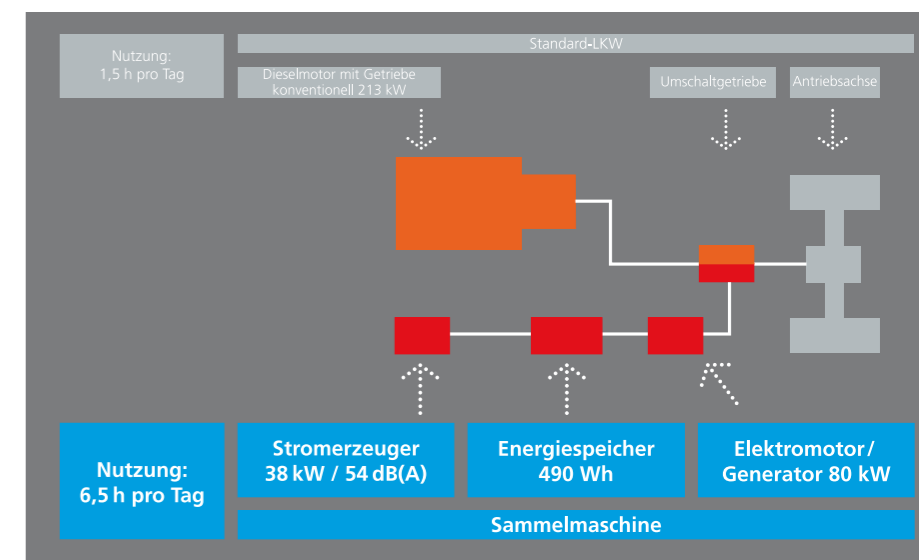 Nutzung:
1,5 h pro Tag
Standard-LKW
Dieselmotor mit Getriebe
konventionell 213 kW
Umschaltgetriebe
Antriebsachse
Nutzung:
6,5 h pro Tag
Stromerzeuger
38 kW / 54 dB(A)
Energiespeicher
490 Wh
Elektromotor/
Generator 80 kW
Sammelmaschine